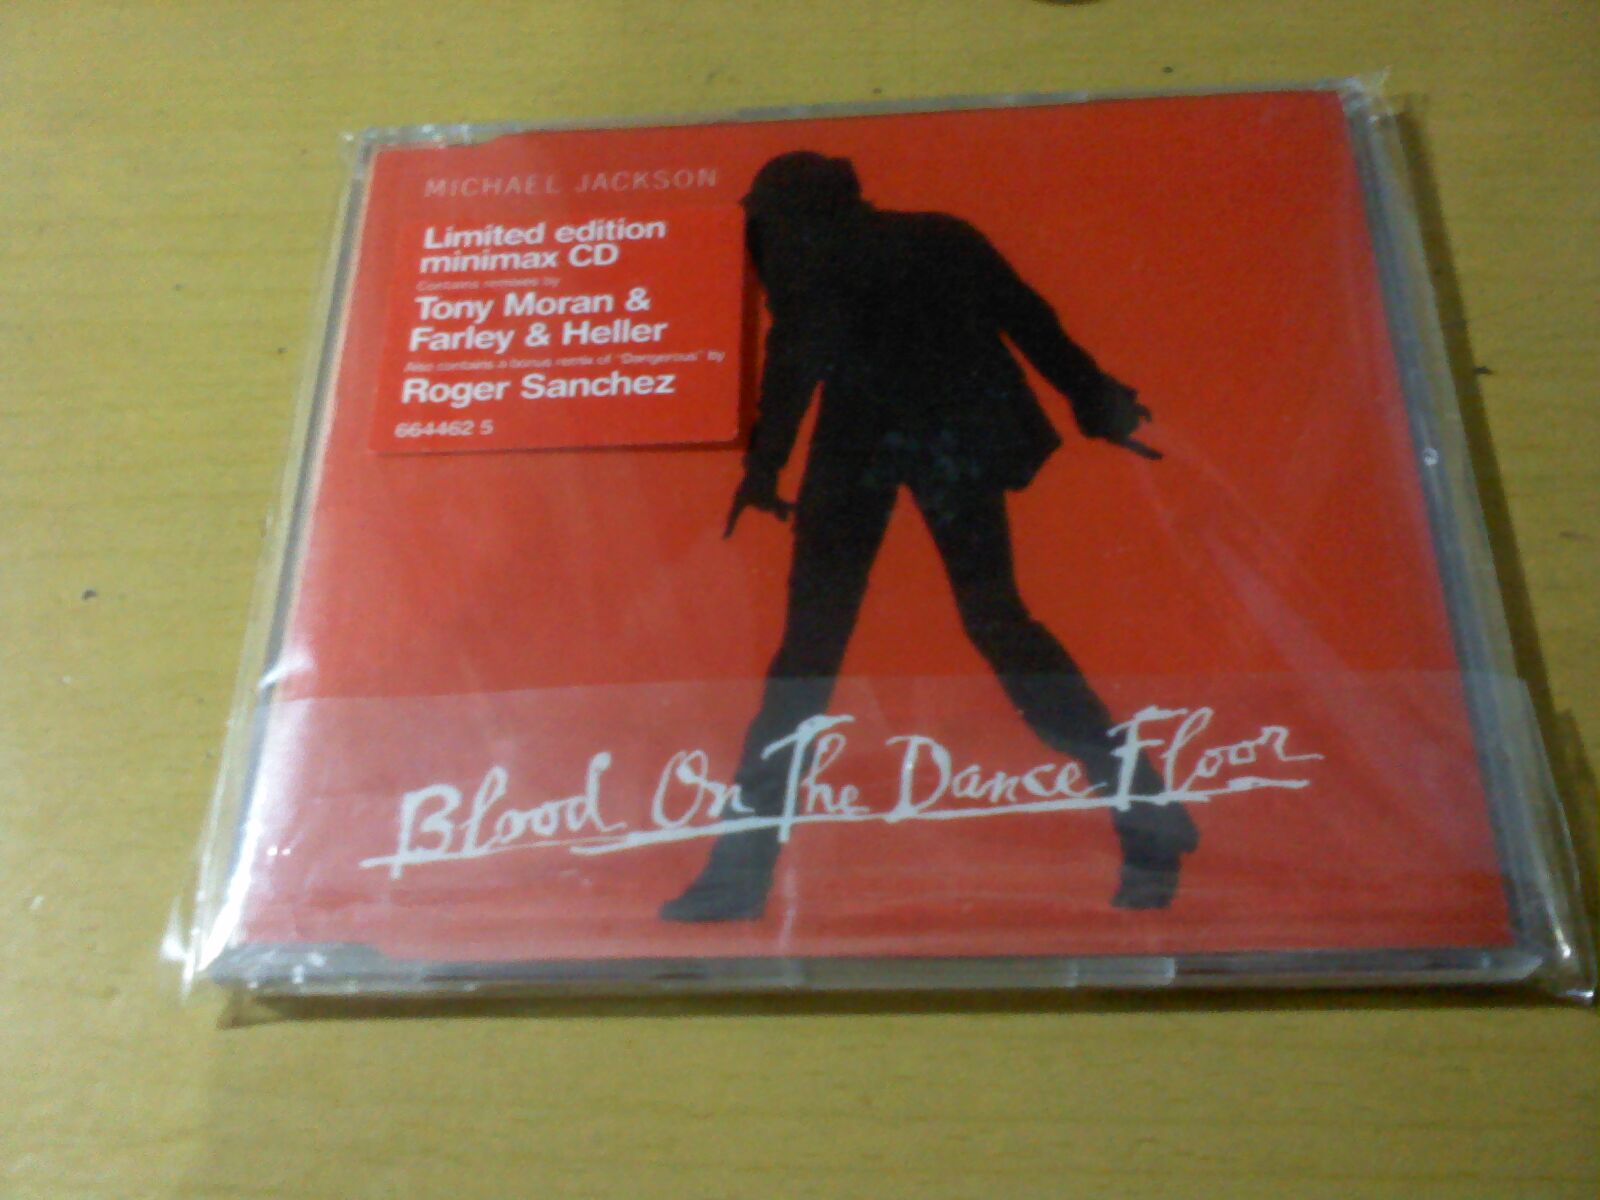 MICHAEL JACKSON
Limited edition
minimax CD
Contains remixes by
Tony Moran &
Farley & Heller
Also contains a bonus remix of "Dangerous" by
Roger Sanchez
664462 5
Blood On The Dance Floor